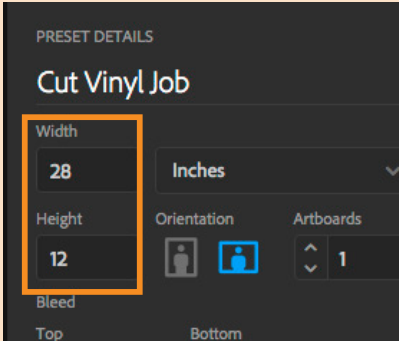 PRESET DETAILS
Cut Vinyl Job
Width
28 Inches
Height Orientation Artboards
12 1
Bleed
Top Bottom